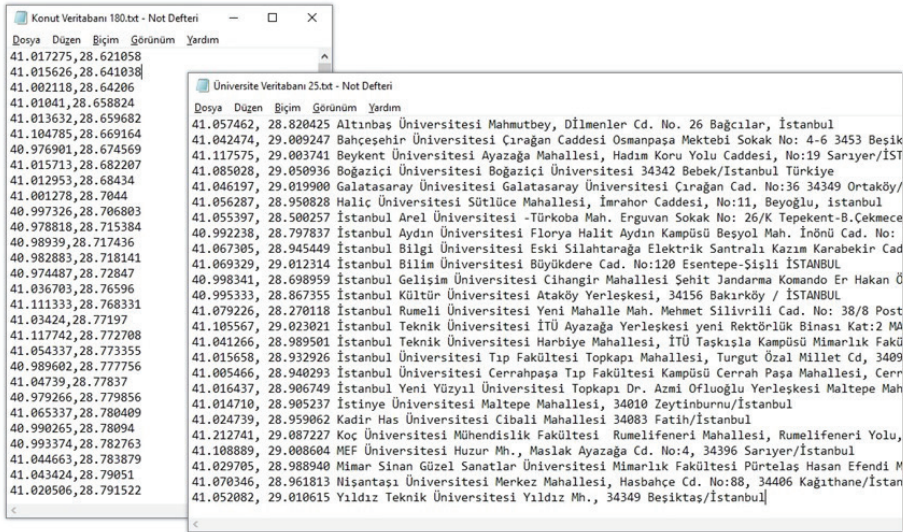 Konut Veritabanı 180.txt - Not Defteri
Dosya Düzen Biçim Görünüm Yardım
41.017275,28.621058
41.015626,28.641038
41.002118,28.64206
41.01041,28.658824
41.013632,28.659682
41.104785,28.669164
40.976901,28.674569
41.015713,28.682207
41.012953,28.68434
41.001278,28.7044
40.997326,28.706803
40.978818,28.715384
40.98939,28.717436
40.982883,28.718141
40.974487,28.72847
41.036703,28.76596
41.111333,28.768331
41.03424,28.77197
41.117742,28.772708
41.054337,28.773355
40.989602,28.777756
41.04739,28.77837
40.979266,28.779856
41.065337,28.780409
40.990265,28.78094
40.993374,28.782763
41.044663,28.783879
41.043424,28.79051
41.020506,28.791522
Üniversite Veritabanı 25.txt - Not Defteri
Dosya Düzen Biçim Görünüm Yardım
41.057462, 28.820425 Altınbaş Üniversitesi Mahmutbey, Dİlmenler Cd. No. 26 Bağcılar, İstanbul
41.042474, 29.009247 Bahçeşehir Üniversitesi Çırağan Caddesi Osmanpaşa Mektebi Sokak No: 4-6 3453 Beşik
41.117575, 29.003741 Beykent Üniversitesi Ayazağa Mahallesi, Hadım Koru Yolu Caddesi, No:19 Sarıyer/İST
41.085028, 29.050936 Boğaziçi Üniversitesi Boğaziçi Üniversitesi 34342 Bebek/Istanbul Türkiye
41.046197, 29.019900 Galatasaray Ünivesitesi Galatasaray Üniversitesi Çırağan Cad. No:36 34349 Ortaköy/
41.056287, 28.950828 Haliç Üniversitesi Sütlüce Mahallesi, İmrahor Caddesi, No:11, Beyoğlu, istanbul
41.055397, 28.500257 İstanbul Arel Üniversitesi -Türkoba Mah. Erguvan Sokak No: 26/K Tepekent-B.Çekmece
40.992238, 28.797837 İstanbul Aydın Üniversitesi Florya Halit Aydın Kampüsü Beşyol Mah. İnönü Cad. No:
41.067305, 28.945449 İstanbul Bilgi Üniversitesi Eski Silahtarağa Elektrik Santralı Kazım Karabekir Cad
41.069329, 29.012314 İstanbul Bilim Üniversitesi Büyükdere Cad. No:120 Esentepe-Şişli İSTANBUL
40.998341, 28.698959 İstanbul Gelişim Üniversitesi Cihangir Mahallesi Şehit Jandarma Komando Er Hakan Ö
40.995333, 28.867355 İstanbul Kültür Üniversitesi Ataköy Yerleşkesi, 34156 Bakırköy / İSTANBUL
41.079226, 28.270118 İstanbul Rumeli Üniversitesi Yeni Mahalle Mah. Mehmet Silivrili Cad. No: 38/8 Post
41.105567, 29.023021 İstanbul Teknik Üniversitesi İTÜ Ayazağa Yerleşkesi yeni Rektörlük Binası Kat:2 MA
41.041266, 28.989501 İstanbul Teknik Üniversitesi Harbiye Mahallesi, İTÜ Taşkışla Kampüsü Mimarlık Fakü
41.015658, 28.932926 İstanbul Üniversitesi Tıp Fakültesi Topkapı Mahallesi, Turgut Özal Millet Cd, 3409
41.005466, 28.940293 İstanbul Üniversitesi Cerrahpaşa Tıp Fakültesi Kampüsü Cerrah Paşa Mahallesi, Cerr
41.016437, 28.906749 İstanbul Yeni Yüzyıl Üniversitesi Topkapı Dr. Azmi Ofluoğlu Yerleşkesi Maltepe Mah
41.014710, 28.905237 İstinye Üniversitesi Maltepe Mahallesi, 34010 Zeytinburnu/İstanbul
41.024739, 28.959062 Kadir Has Üniversitesi Cibali Mahallesi 34083 Fatih/İstanbul
41.212741, 29.087227 Koç Üniversitesi Mühendislik Fakültesi Rumelifeneri Mahallesi, Rumelifeneri Yolu,
41.108889, 29.008604 MEF Üniversitesi Huzur Mh., Maslak Ayazağa Cd. No:4, 34396 Sarıyer/İstanbul
41.029705, 28.988940 Mimar Sinan Güzel Sanatlar Üniversitesi Mimarlık Fakültesi Pürtelaş Hasan Efendi M
41.070346, 28.961813 Nişantaşı Üniversitesi Merkez Mahallesi, Hasbahçe Cd. No:88, 34406 Kağıthane/İstan
41.052082, 29.010615 Yıldız Teknik Üniversitesi Yıldız Mh., 34349 Beşiktaş/İstanbul